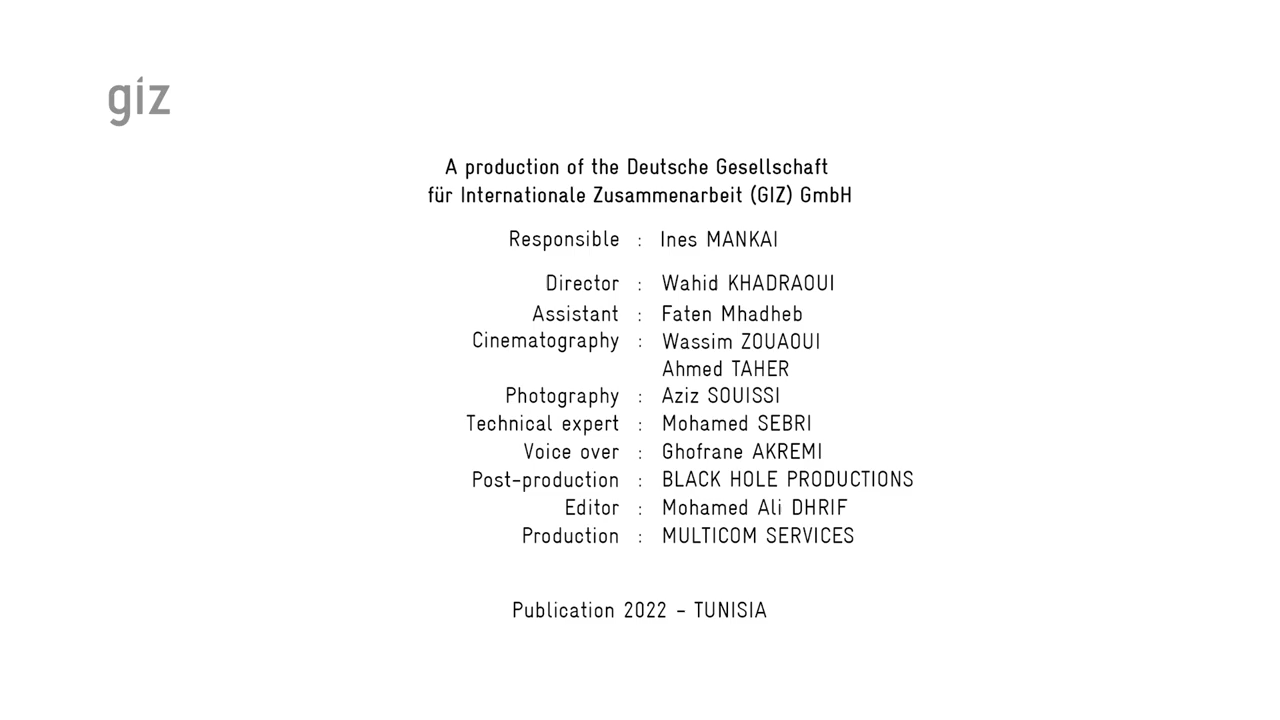 giz
A production of the Deutsche Gesellschaft
für Internationale Zusammenarbeit (GIZ) GmbH
Responsible : Ines MANKAI
Director : Wahid KHADRAOUI
Assistant : Faten Mhadheb
Cinematography : Wassim ZOUAOUI
Ahmed TAHER
Photography : Aziz SOUISSI
Technical expert : Mohamed SEBRI
Voice over : Ghofrane AKREMI
Post-production : BLACK HOLE PRODUCTIONS
Editor : Mohamed Ali DHRIF
Production : MULTICOM SERVICES
Publication 2022 - TUNISIA